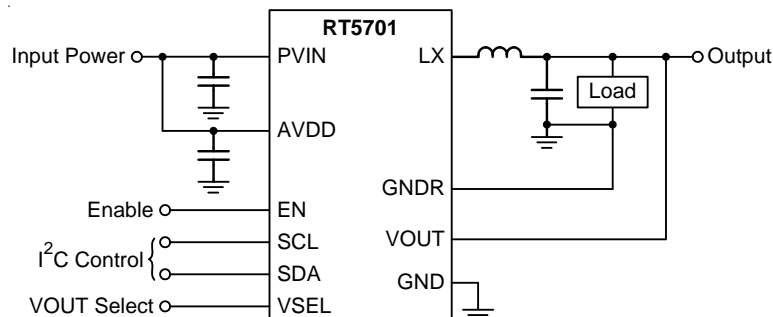 RT5701
Input Power
PVIN
LX
Output
Load
AVDD
GNDR
Enable
EN
I²C Control
SCL
SDA
VOUT
GND
VOUT Select
VSEL